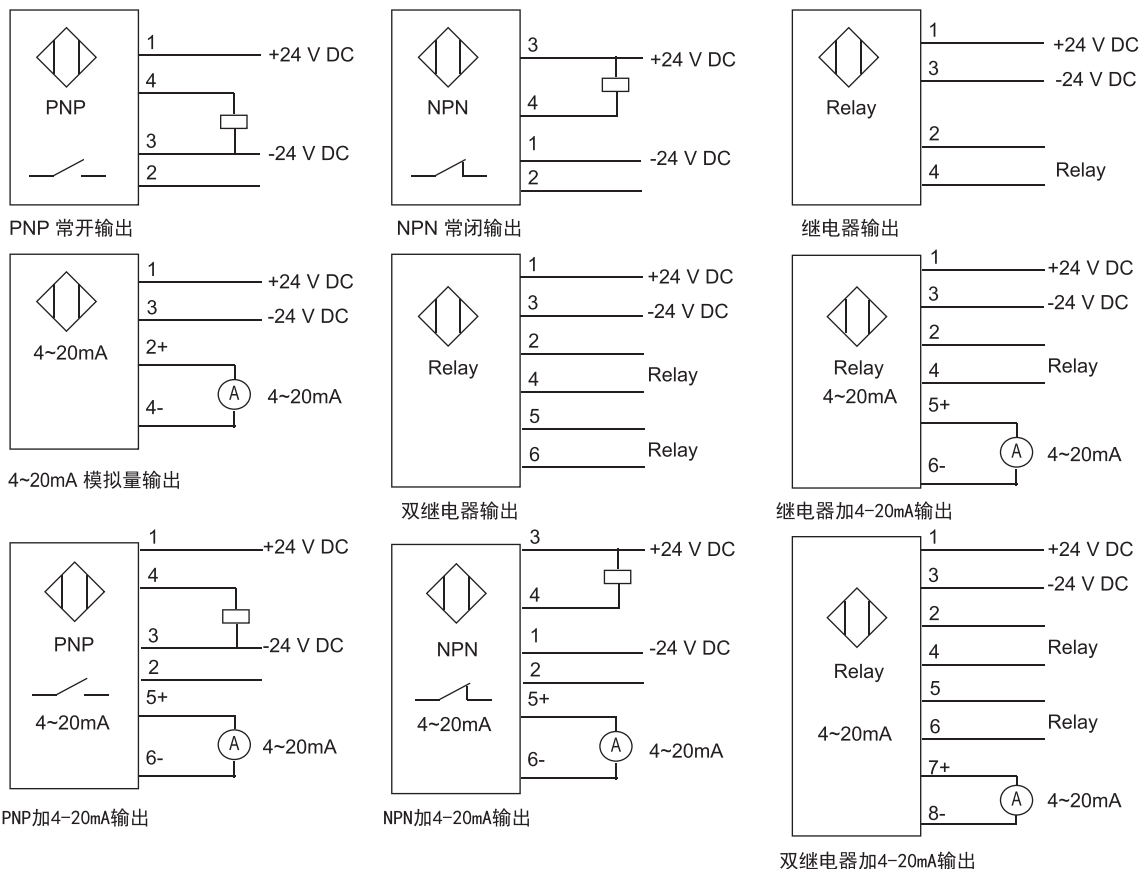 1
+24 V DC
4
PNP
3
-24 V DC
2
PNP 常开输出
3
+24 V DC
NPN
4
1
-24 V DC
2
NPN 常闭输出
1
+24 V DC
3
-24 V DC
Relay
2
4
Relay
继电器输出
1
+24 V DC
3
-24 V DC
4~20mA
2+
A
4~20mA
4-
4~20mA 模拟量输出
1
+24 V DC
3
-24 V DC
2
Relay
4
Relay
5
6
Relay
双继电器输出
1
+24 V DC
3
-24 V DC
2
Relay
4
Relay
4~20mA
5+
A
4~20mA
6-
继电器加4-20mA输出
1
+24 V DC
4
PNP
3
-24 V DC
2
5+
4~20mA
A
4~20mA
6-
PNP加4-20mA输出
3
+24 V DC
4
NPN
1
-24 V DC
2
5+
4~20mA
A
4~20mA
6-
NPN加4-20mA输出
1
+24 V DC
3
-24 V DC
2
Relay
4
Relay
5
6
Relay
4~20mA
7+
A
4~20mA
8-
双继电器加4-20mA输出